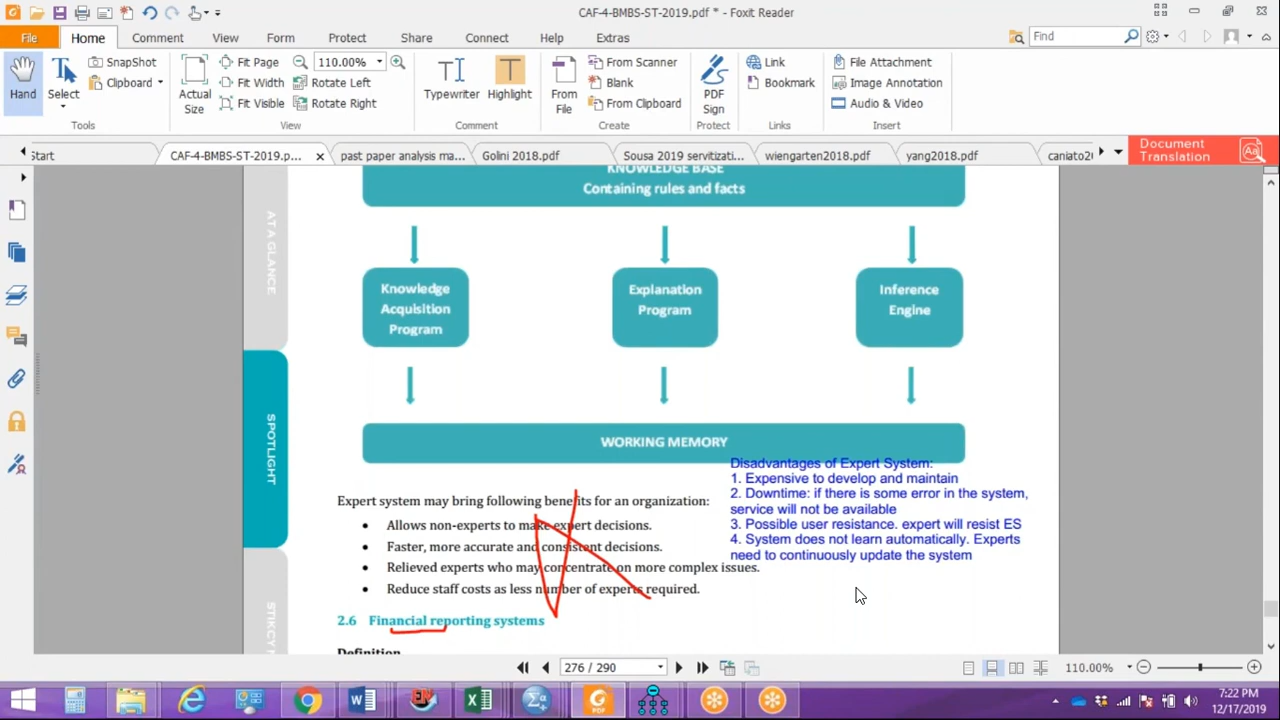 CAF-4-BMBS-ST-2019.pdf * - Foxit Reader
File Home Comment View Form Protect Share Connect Help Extras Find
Hand
Select
SnapShot
Clipboard
Tools
Actual Size
Fit Page
Fit Width
Fit Visible
110.00%
Rotate Left
Rotate Right
View
Typewriter
Highlight
Comment
From File
From Scanner
Blank
From Clipboard
Create
PDF Sign
Protect
Link
Bookmark
Links
File Attachment
Image Annotation
Audio & Video
Insert
Start CAF-4-BMBS-ST-2019.p... past paper analysis ma... Golini 2018.pdf Sousa 2019 servitizati... wiengarten2018.pdf yang2018.pdf caniato2
Document
Translation
AT A GLANCE
SPOTLIGHT
KNOWLEDGE BASE
Containing rules and facts
Knowledge
Acquisition
Program
Explanation
Program
Inference
Engine
WORKING MEMORY
Disadvantages of Expert System:
1. Expensive to develop and maintain
2. Downtime: if there is some error in the system,
service will not be available
3. Possible user resistance. expert will resist ES
4. System does not learn automatically. Experts
need to continuously update the system
Expert system may bring following benefits for an organization:
• Allows non-experts to make expert decisions.
• Faster, more accurate and consistent decisions.
• Relieved experts who may concentrate on more complex issues.
• Reduce staff costs as less number of experts required.
2.6 Financial reporting systems
Definition
276 / 290
110.00%
7:22 PM
12/17/2019